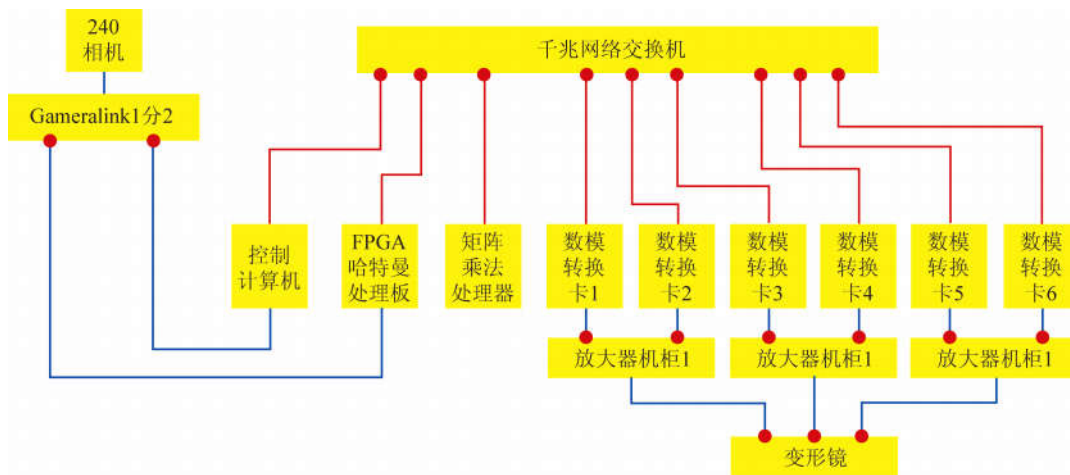 240
相机
千兆网络交换机
Gameralink1分2
控制
计算机
FPGA
哈特曼
处理板
矩阵
乘法
处理器
数模
转换
卡1
数模
转换
卡2
数模
转换
卡3
数模
转换
卡4
数模
转换
卡5
数模
转换
卡6
放大器机柜1
放大器机柜1
放大器机柜1
变形镜